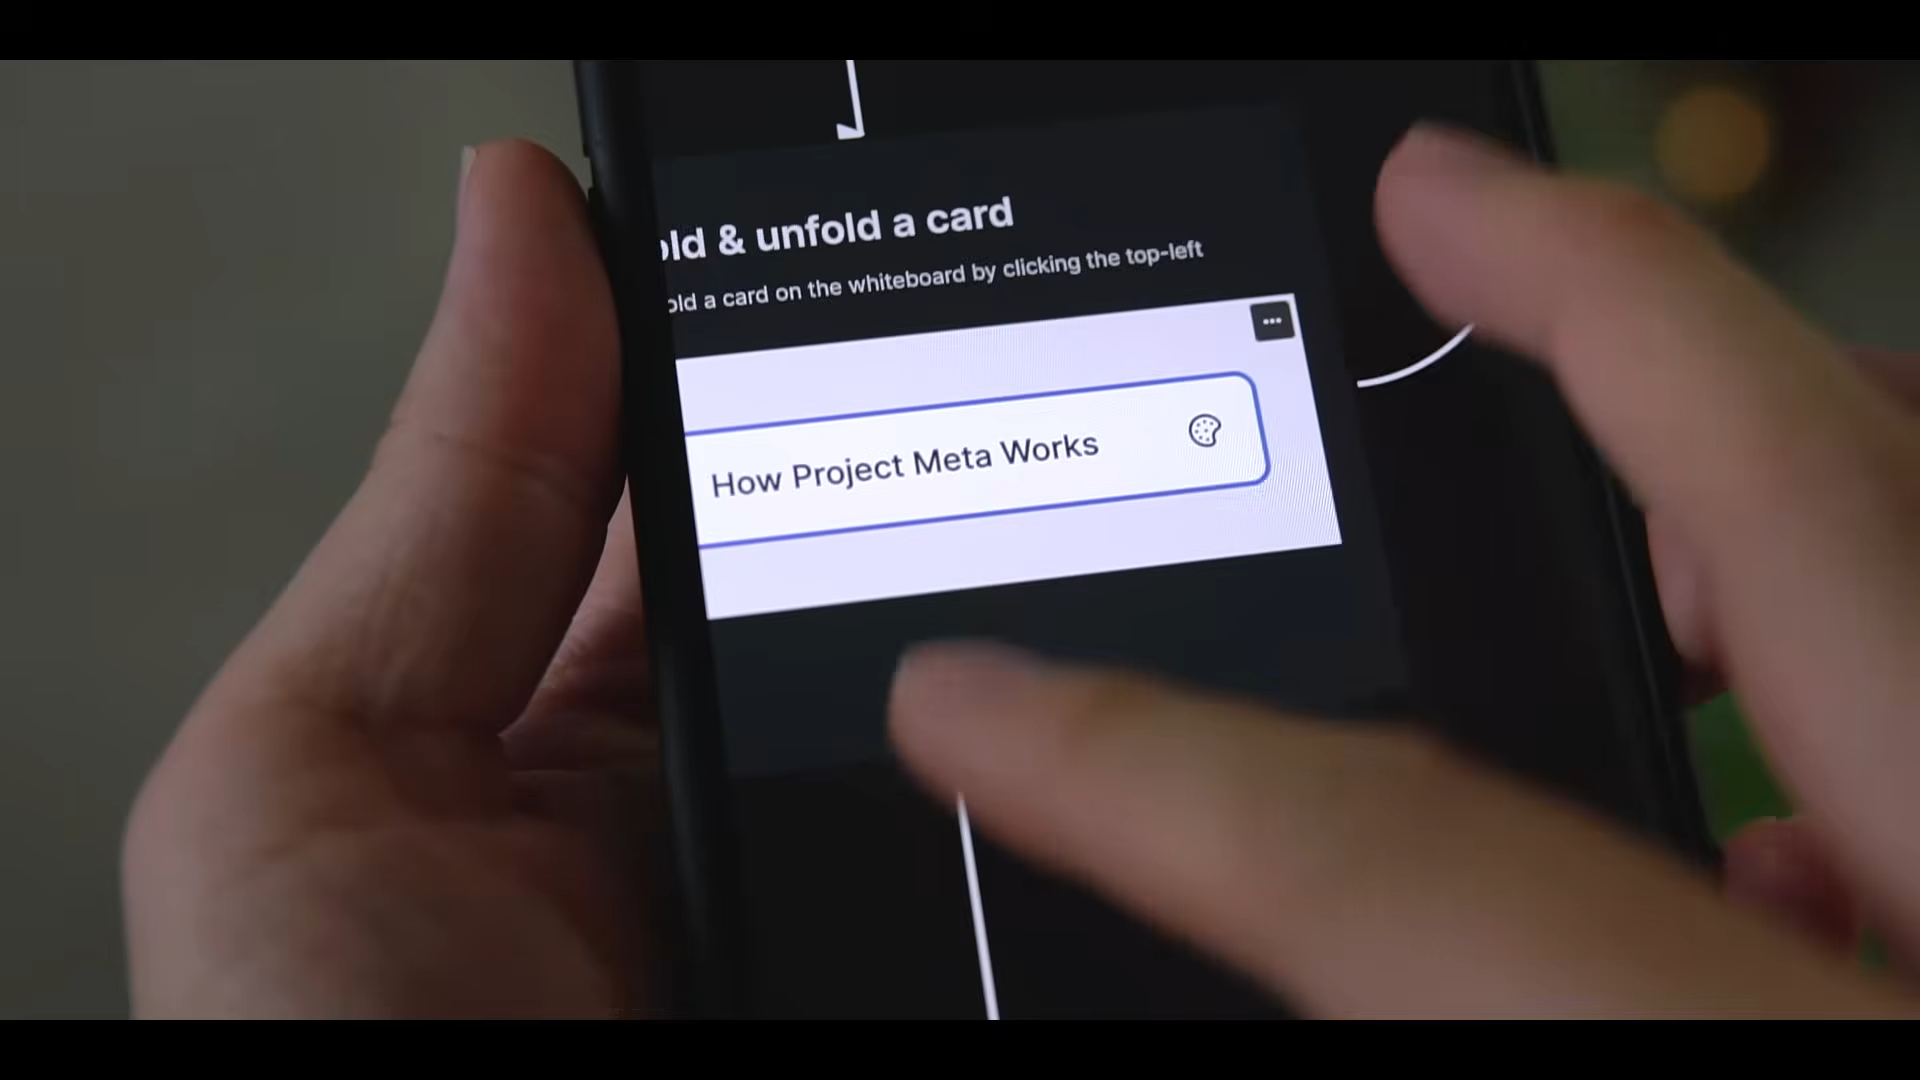 old & unfold a card
old a card on the whiteboard by clicking the top-left
How Project Meta Works